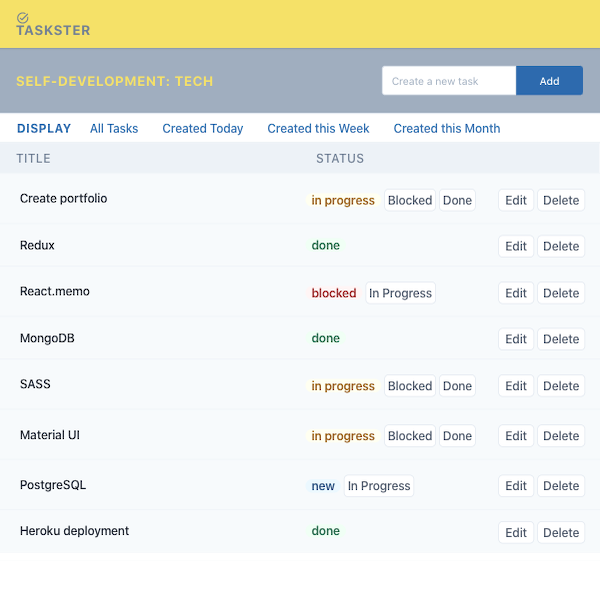 TASKSTER
SELF-DEVELOPMENT: TECH
Create a new task Add
DISPLAY All Tasks Created Today Created this Week Created this Month
TITLE STATUS
Create portfolio in progress Blocked Done Edit Delete
Redux done Edit Delete
React.memo blocked In Progress Edit Delete
MongoDB done Edit Delete
SASS in progress Blocked Done Edit Delete
Material UI in progress Blocked Done Edit Delete
PostgreSQL new In Progress Edit Delete
Heroku deployment done Edit Delete